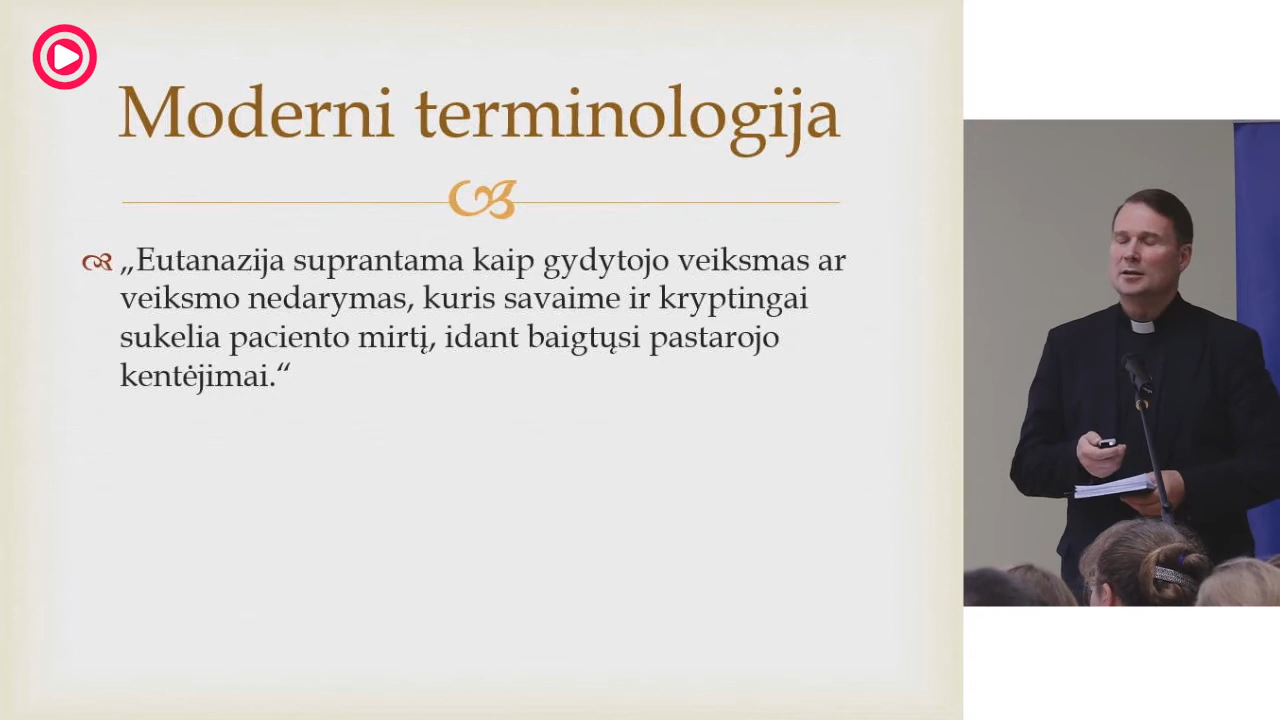 Moderni terminologija
„Eutanazija suprantama kaip gydytojo veiksmas ar
veiksmo nedarymas, kuris savaime ir kryptingai
sukelia paciento mirtį, idant baigtųsi pastarojo
kentėjimai.“